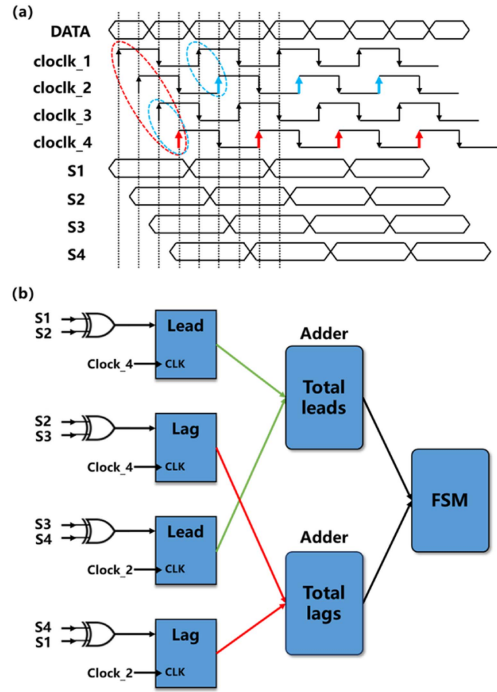 (a)
DATA
cloclk_1
cloclk_2
cloclk_3
cloclk_4
S1
S2
S3
S4
(b)
S1
S2
Lead
Clock_4
CLK
S2
S3
Lag
Clock_4
CLK
S3
S4
Lead
Clock_2
CLK
S4
S1
Lag
Clock_2
CLK
Adder
Total
leads
Adder
Total
lags
FSM